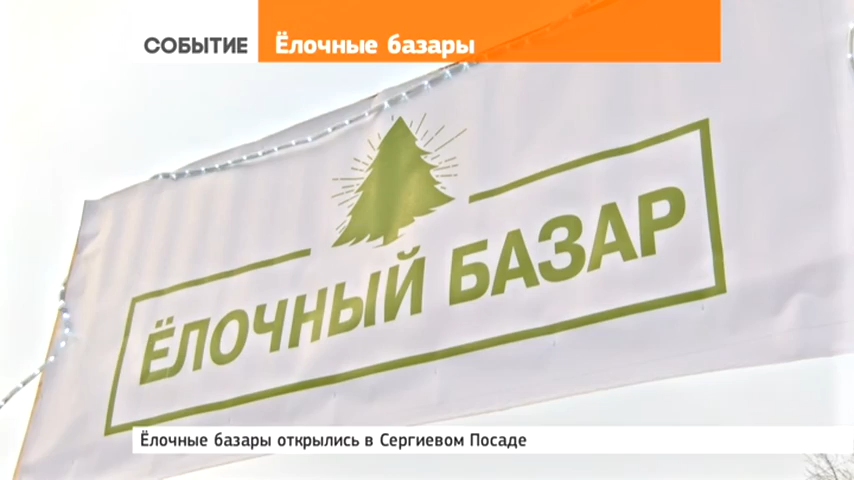 СОБЫТИЕ Ёлочные базары
ЁЛОЧНЫЙ БАЗАР
Ёлочные базары открылись в Сергиевом Посаде